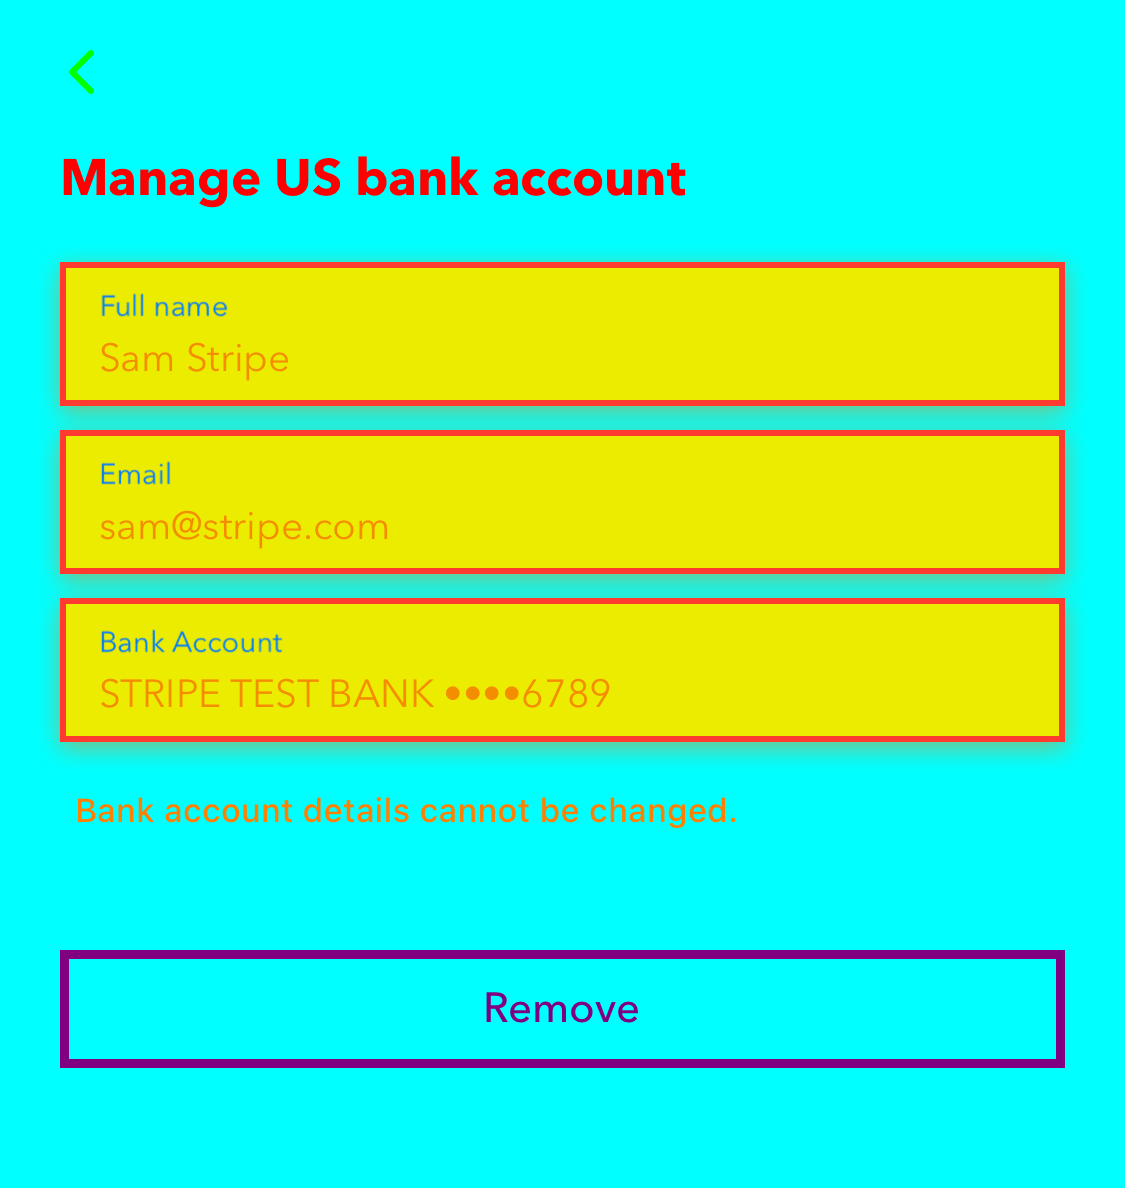 Manage US bank account
Full name
Sam Stripe
Email
sam@stripe.com
Bank Account
STRIPE TEST BANK ••••6789
Bank account details cannot be changed.
Remove